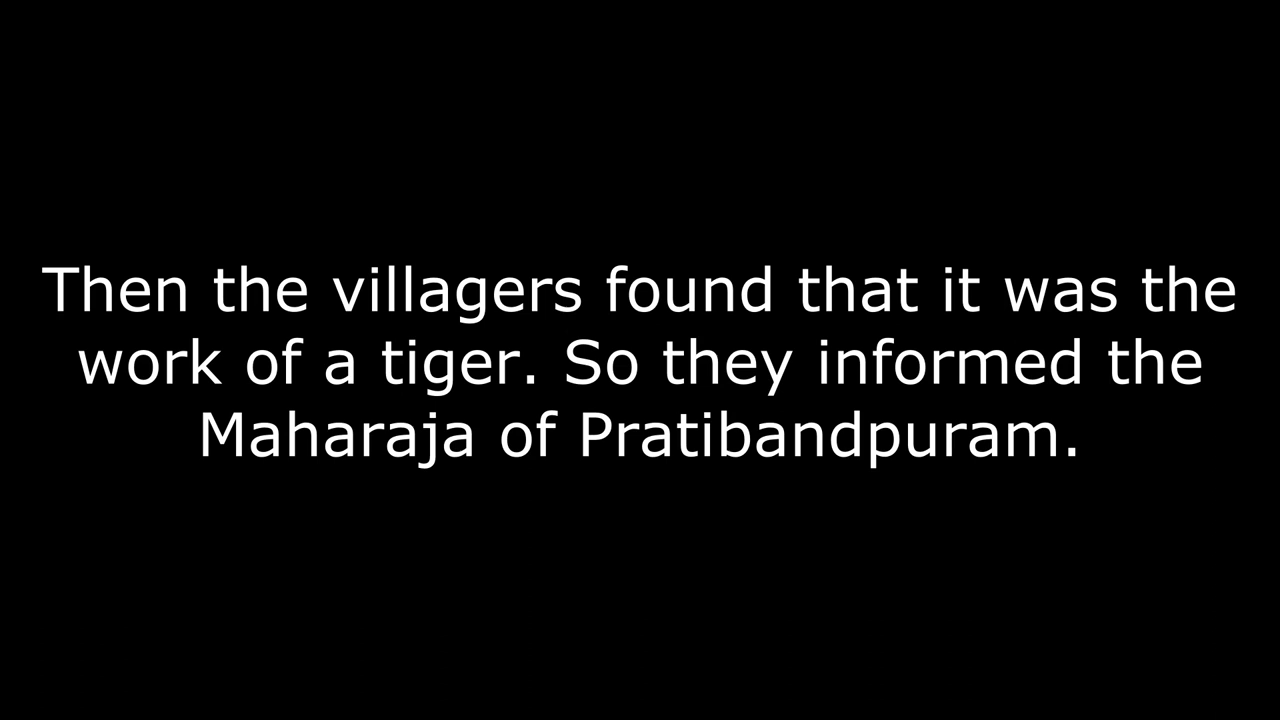 Then the villagers found that it was the
work of a tiger. So they informed the
Maharaja of Pratibandpuram.